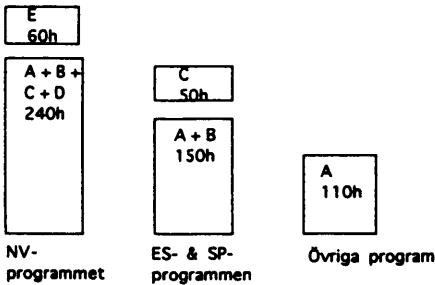 E
60h
A + B +
C + D
240h
C
50h
A + B
150h
A
110h
NV-
programmet
ES- & SP-
programmen
Övriga program